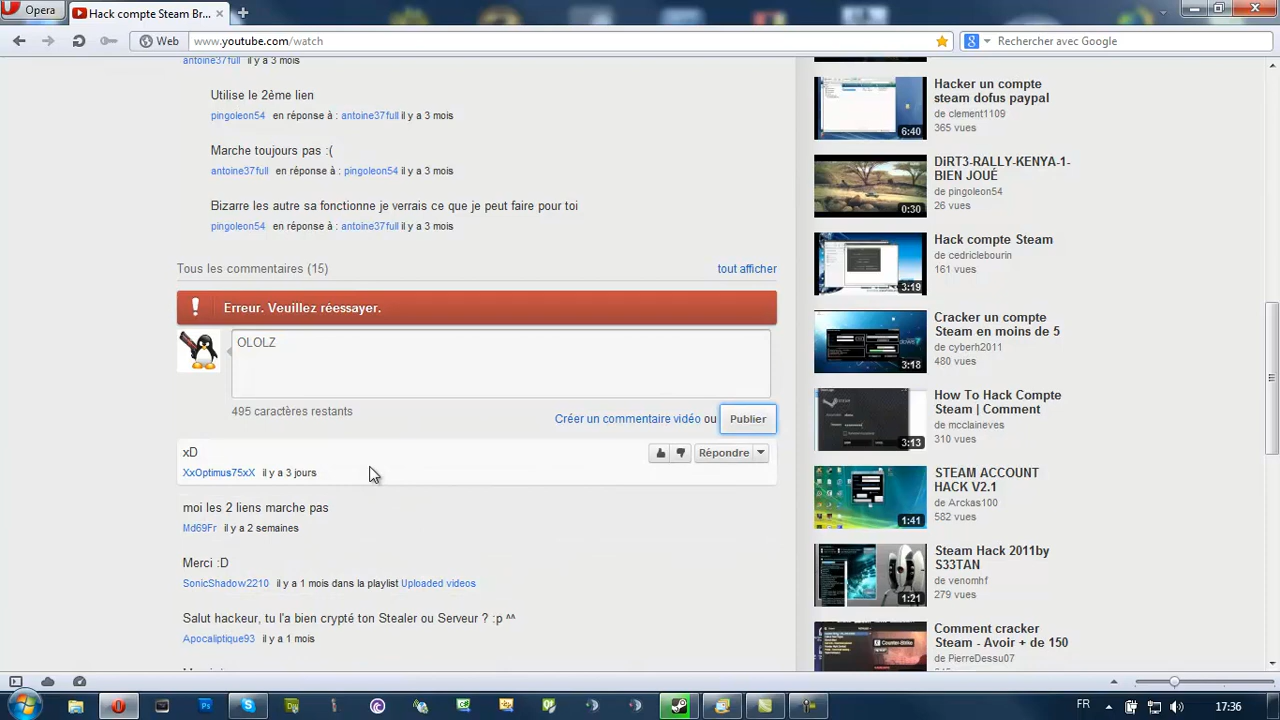 Opera
Hack compte Steam Br...
Web
www.youtube.com/watch
Rechercher avec Google
antoine37full il y a 3 mois
Utilise le 2ème lien
pingoleon54 en réponse à : antoine37full il y a 3 mois
Marche toujours pas :(
antoine37full en réponse à : pingoleon54 il y a 3 mois
Bizarre les liens sa fonctionne je verrais ce que je peut faire pour toi
pingoleon54 en réponse à : antoine37full il y a 3 mois
Tous les commentaires (15)
tout afficher
Erreur. Veuillez réessayer.
OLOLZ
495 caractères restants
Créer un commentaire vidéo ou
Publier
xD
Répondre
XxOptimus75xX il y a 3 jours
moi les 2 liens marche pas
Md69Fr il y a 2 semaines
Merci :D
SonicShadow2210 il y a 1 mois dans la playlist Uploaded videos
Salut hackeur, tu l'a bien crypté ton Stealer ou Serveur ? :p ^^
Apocaliptique93 il y a 1 mois
Hacker un compte
steam dofus paypal
de clement1109
365 vues
6:40
DiRT3-RALLY-KENYA-1-
BIEN JOUÉ
de pingoleon54
26 vues
0:30
Hack compte Steam
de cedriclebourin
161 vues
3:19
Cracker un compte
Steam en moins de 5
de cyberh2011
480 vues
3:18
How To Hack Compte
Steam | Comment
de mcclaineves
310 vues
3:13
STEAM ACCOUNT
HACK V2.1
de Arckas100
582 vues
1:41
Steam Hack 2011by
S33TAN
de venomhf
279 vues
1:21
Comment cracker
Steam - Avoir + de 150
de PierreDessu07
Counter-Strike
FR
17:36